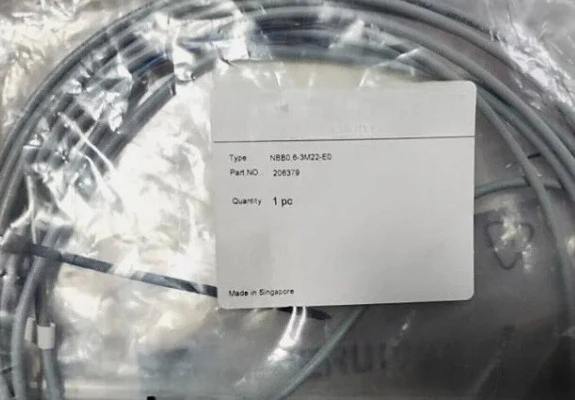 Type NBB0,6-3M22-E0
Part NO. 206379
Quantity 1 pc
Made in Singapore